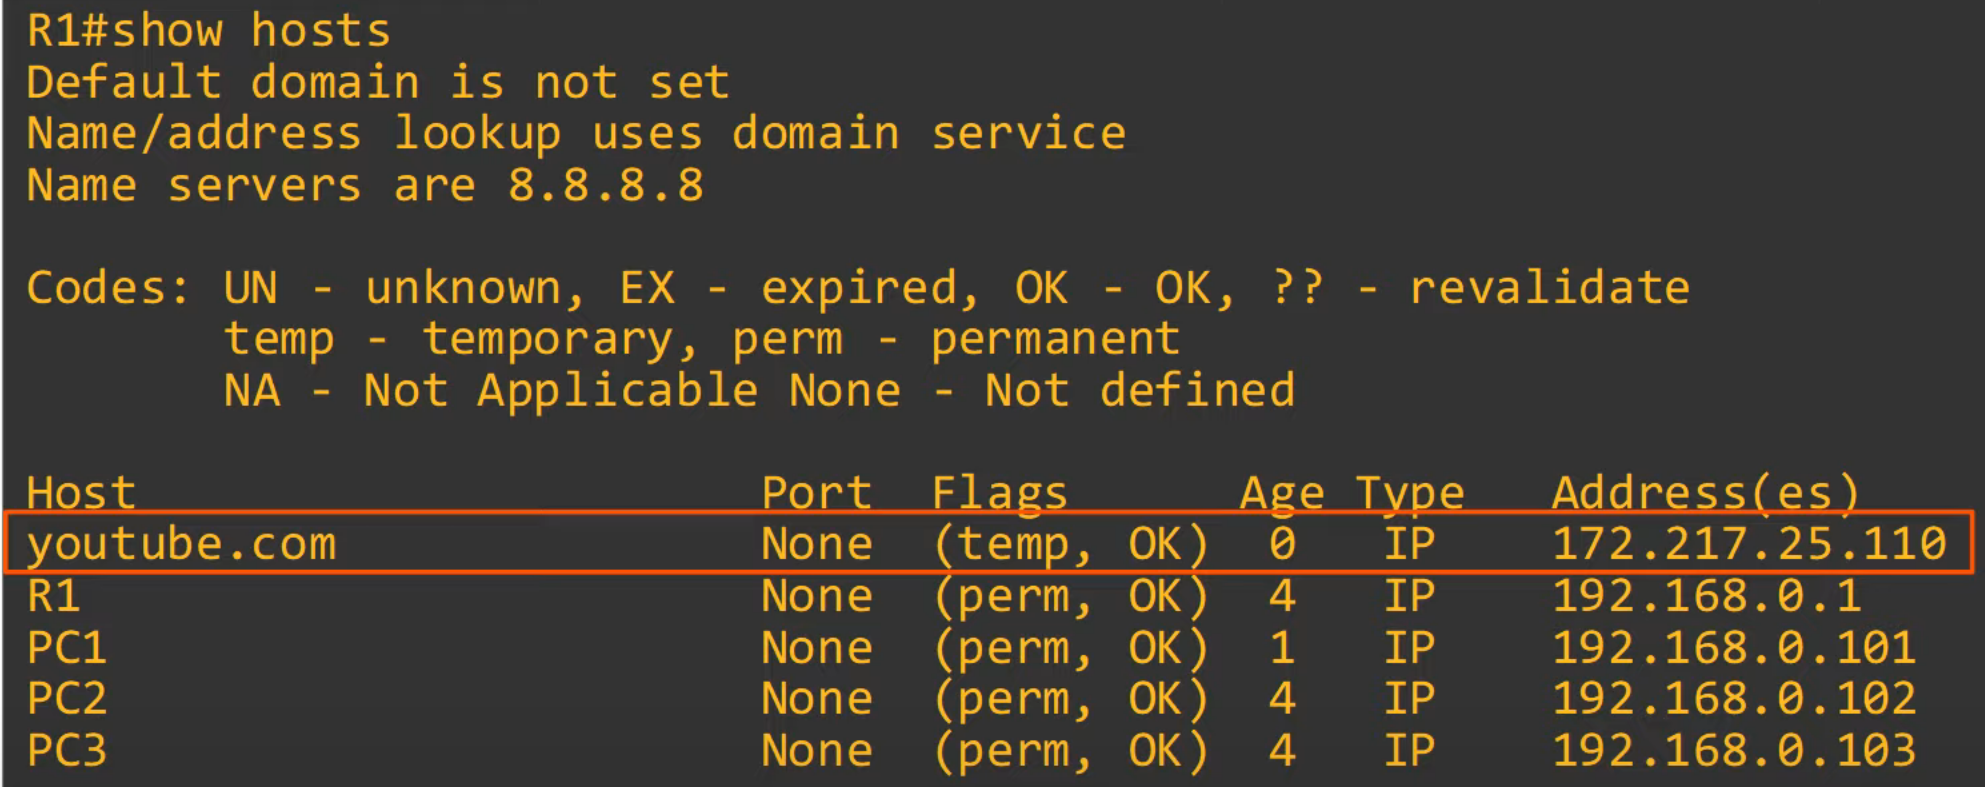 R1#show hosts
Default domain is not set
Name/address lookup uses domain service
Name servers are 8.8.8.8
Codes: UN - unknown, EX - expired, OK - OK, ?? - revalidate
temp - temporary, perm - permanent
NA - Not Applicable None - Not defined
Host Port Flags Age Type Address(es)
youtube.com None (temp, OK) 0 IP 172.217.25.110
R1 None (perm, OK) 4 IP 192.168.0.1
PC1 None (perm, OK) 1 IP 192.168.0.101
PC2 None (perm, OK) 4 IP 192.168.0.102
PC3 None (perm, OK) 4 IP 192.168.0.103